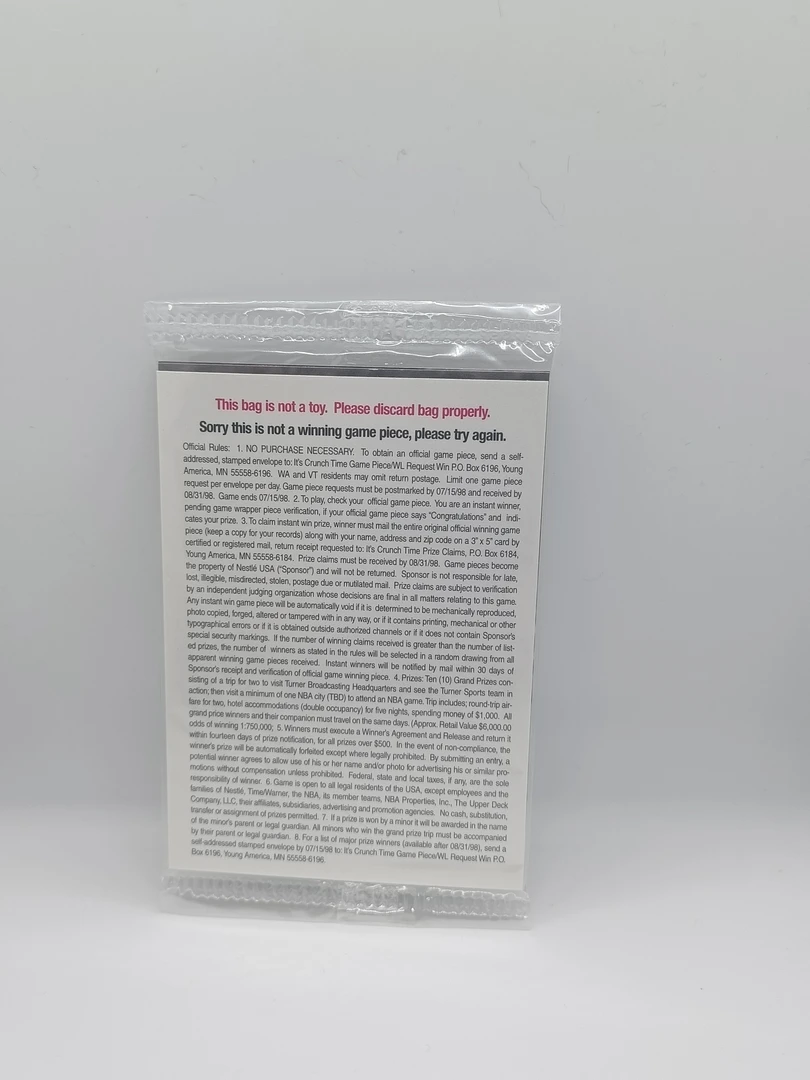 This bag is not a toy.  Please discard bag properly.
Sorry this is not a winning game piece, please try again.
Official Rules:  1. NO PURCHASE NECESSARY.  To obtain an official game piece, send a self-
addressed, stamped envelope to: It's Crunch Time Game Piece/WL Request Win P.O. Box 6196, Young
America, MN 55558-6196.  WA and VT residents may omit return postage.  Limit one game piece
request per envelope per day. Game piece requests must be postmarked by 07/15/98 and received by
08/31/98.  Game ends 07/15/98.  2. To play, check your  official game piece.  You are an instant winner,
pending game wrapper piece verification, if your official game piece says "Congratulations"  and  indi-
cates your prize.  3. To claim instant win prize, winner must mail the entire original official winning game
piece (keep a copy for your records) along with your name, address and zip code on a 3" x 5" card by
certified or registered mail, return receipt requested to: It's Crunch Time Prize Claims, P.O. Box 6184,
Young America, MN 55558-6184.  Prize claims must be received by 08/31/98.  Game pieces become
the property of Nestlé USA ("Sponsor") and will not be returned.  Sponsor is not responsible for late,
lost, illegible, misdirected, stolen, postage due or mutilated mail.  Prize claims are subject to verification
by an independent judging organization whose decisions are final in all matters relating to this game.
Any instant win game piece will be automatically void if it is  determined to be mechanically reproduced,
photo copied, forged, altered or tampered with in any way, or if it contains printing, mechanical or other
typographical errors or if it is obtained outside authorized channels or if it does not contain Sponsor's
special security markings.  If the number of winning claims received is greater than the number of list-
ed prizes, the number of  winners as stated in the rules will be selected in a random drawing from all
apparent winning game pieces received.  Instant winners will be notified by mail within 30 days of
Sponsor's receipt and verification of official game winning piece.  4. Prizes: Ten (10) Grand Prizes con-
sisting of a trip for two to visit Turner Broadcasting Headquarters and see the Turner Sports team in
action; then visit a minimum of one NBA city (TBD) to attend an NBA game. Trip includes; round-trip air-
fare for two, hotel accommodations (double occupancy) for five nights, spending money of $1,000.  All
grand prize winners and their companion must travel on the same days. (Approx. Retail Value $6,000.00
odds of winning 1:750,000;  5. Winners must execute a Winner's Agreement and Release and return it
within fourteen days of prize notification, for all prizes over $500.  In the event of non-compliance, the
winner's prize will be automatically forfeited except where legally prohibited.  By submitting an entry, a
potential winner agrees to allow use of his or her name and/or photo for advertising his or similar pro-
motions without compensation unless prohibited.  Federal, state and local taxes, if any, are the sole
responsibility of winner.  6. Game is open to all legal residents of the USA, except employees and the
families of Nestlé, Time/Warner, the NBA, its member teams, NBA Properties, Inc., The Upper Deck
Company, LLC, their affiliates, subsidiaries, advertising and promotion agencies.  No cash, substitution,
transfer or assignment of prizes permitted.  7.  If a prize is won by a minor it will be awarded in the name
of the minor's parent or legal guardian. All minors who win the grand prize trip must be accompanied
by their parent or legal guardian.  8. For a list of major prize winners (available after 08/31/98), send a
self-addressed stamped envelope by 07/15/98 to: It's Crunch Time Game Piece/WL Request Win P.O.
Box 6196, Young America, MN 55558-6196.